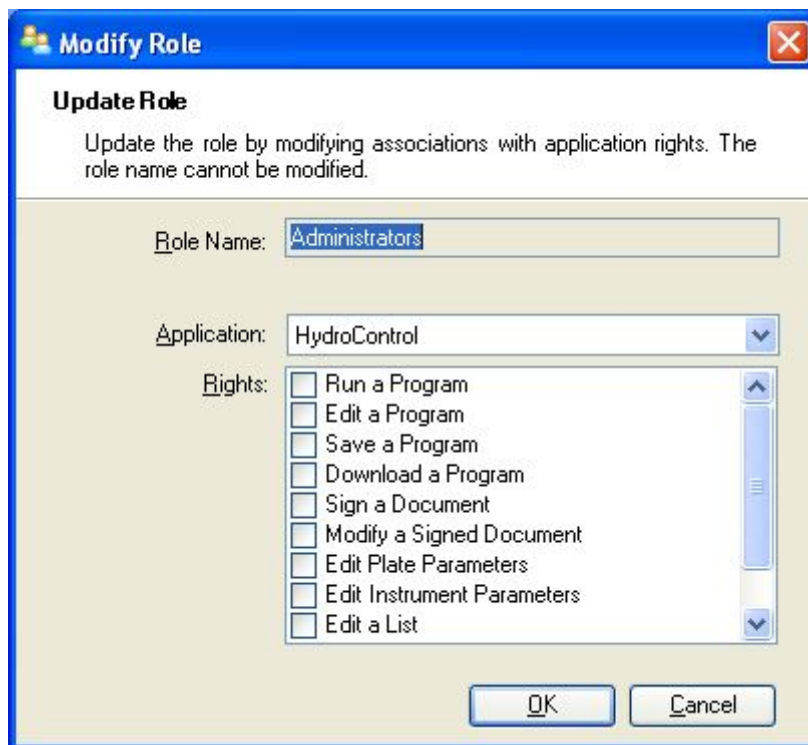 Modify Role
Update Role
Update the role by modifying associations with application rights. The
role name cannot be modified.
Role Name: Administrators
Application: HydroControl
Rights: Run a Program
Edit a Program
Save a Program
Download a Program
Sign a Document
Modify a Signed Document
Edit Plate Parameters
Edit Instrument Parameters
Edit a List
OK Cancel